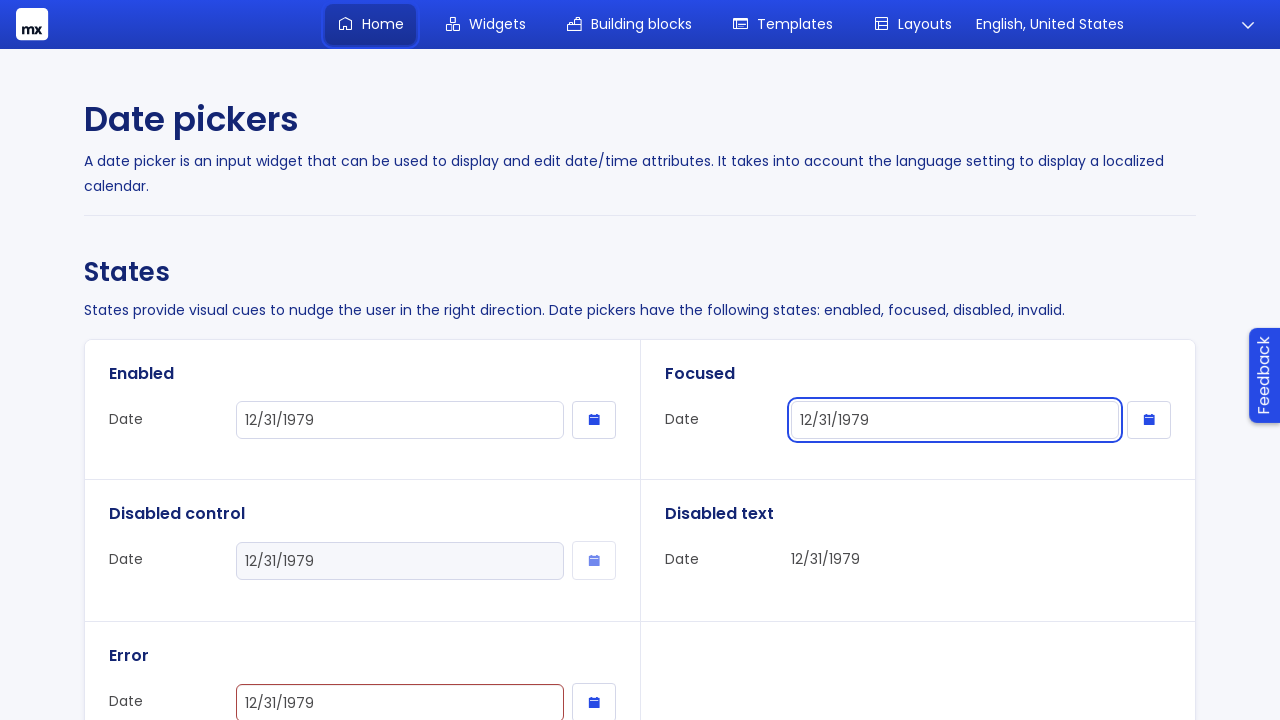 mx Home Widgets Building blocks Templates Layouts English, United States
Date pickers
A date picker is an input widget that can be used to display and edit date/time attributes. It takes into account the language setting to display a localized
calendar.
States
States provide visual cues to nudge the user in the right direction. Date pickers have the following states: enabled, focused, disabled, invalid.
Feedback
Enabled
Date 12/31/1979
Focused
Date 12/31/1979
Disabled control
Date 12/31/1979
Disabled text
Date 12/31/1979
Error
Date 12/31/1979